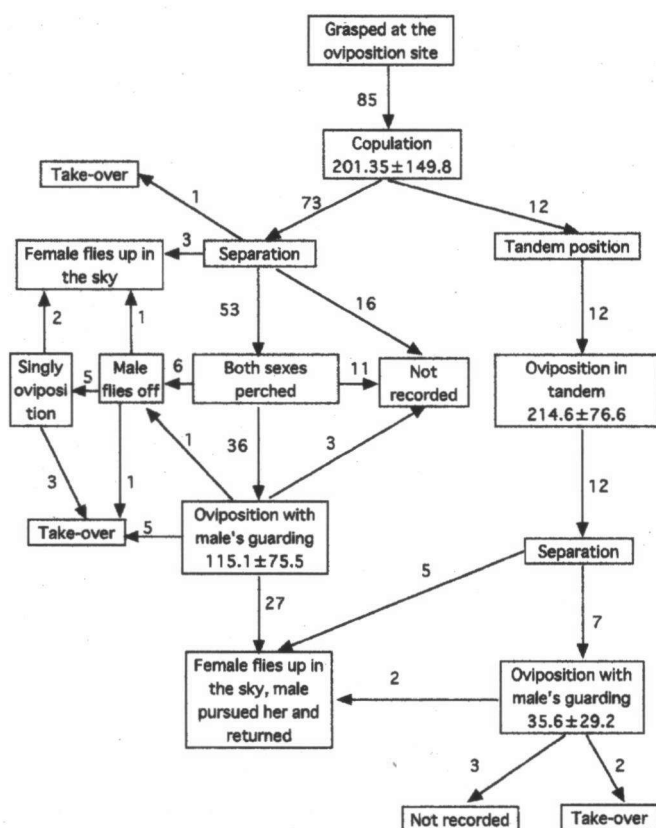 Grasped at the
oviposition site
85
Copulation
201.35±149.8
Take-over
1
73
12
Female flies up in
the sky
3
Separation
Tandem position
2
1
53
16
12
Singly
oviposi
tion
5
Male
flies off
6
Both sexes
perched
11
Not
recorded
Oviposition in
tandem
214.6±76.6
3
1
1
36
3
12
Take-over
5
Oviposition with
male's guarding
115.1±75.5
Separation
27
5
7
Female flies up in
the sky, male
pursued her and
returned
2
Oviposition with
male's guarding
35.6±29.2
3
2
Not recorded
Take-over